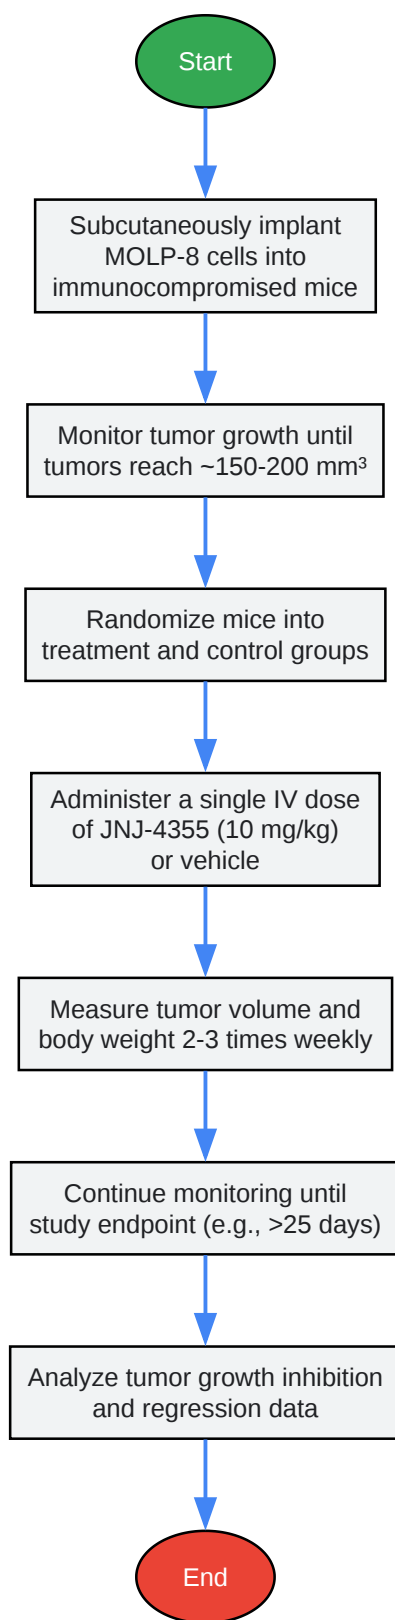 Start
Subcutaneously implant
MOLP-8 cells into
immunocompromised mice
Monitor tumor growth until
tumors reach ~150-200 mm³
Randomize mice into
treatment and control groups
Administer a single IV dose
of JNJ-4355 (10 mg/kg)
or vehicle
Measure tumor volume and
body weight 2-3 times weekly
Continue monitoring until
study endpoint (e.g., >25 days)
Analyze tumor growth inhibition
and regression data
End